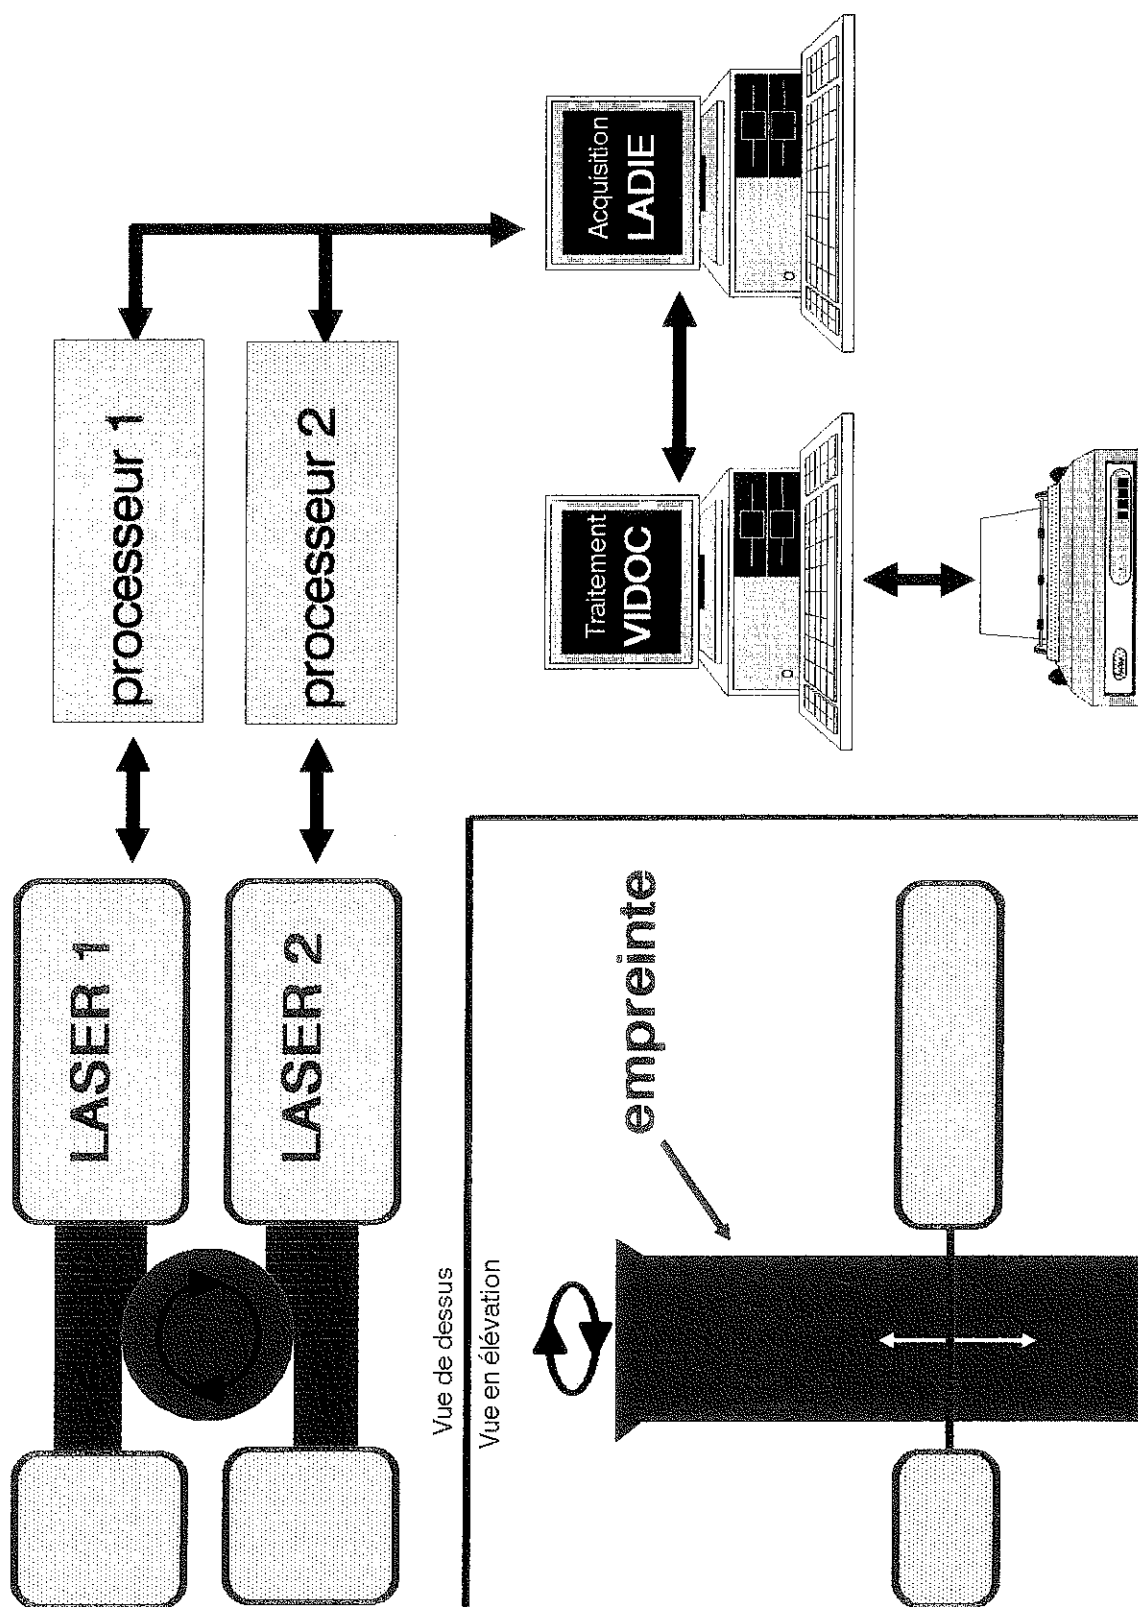 LASER 1
processeur 1
LASER 2
processeur 2
Acquisition
LADIE
Traitement
VIDOC
Vue de dessus
Vue en élévation
empreinte